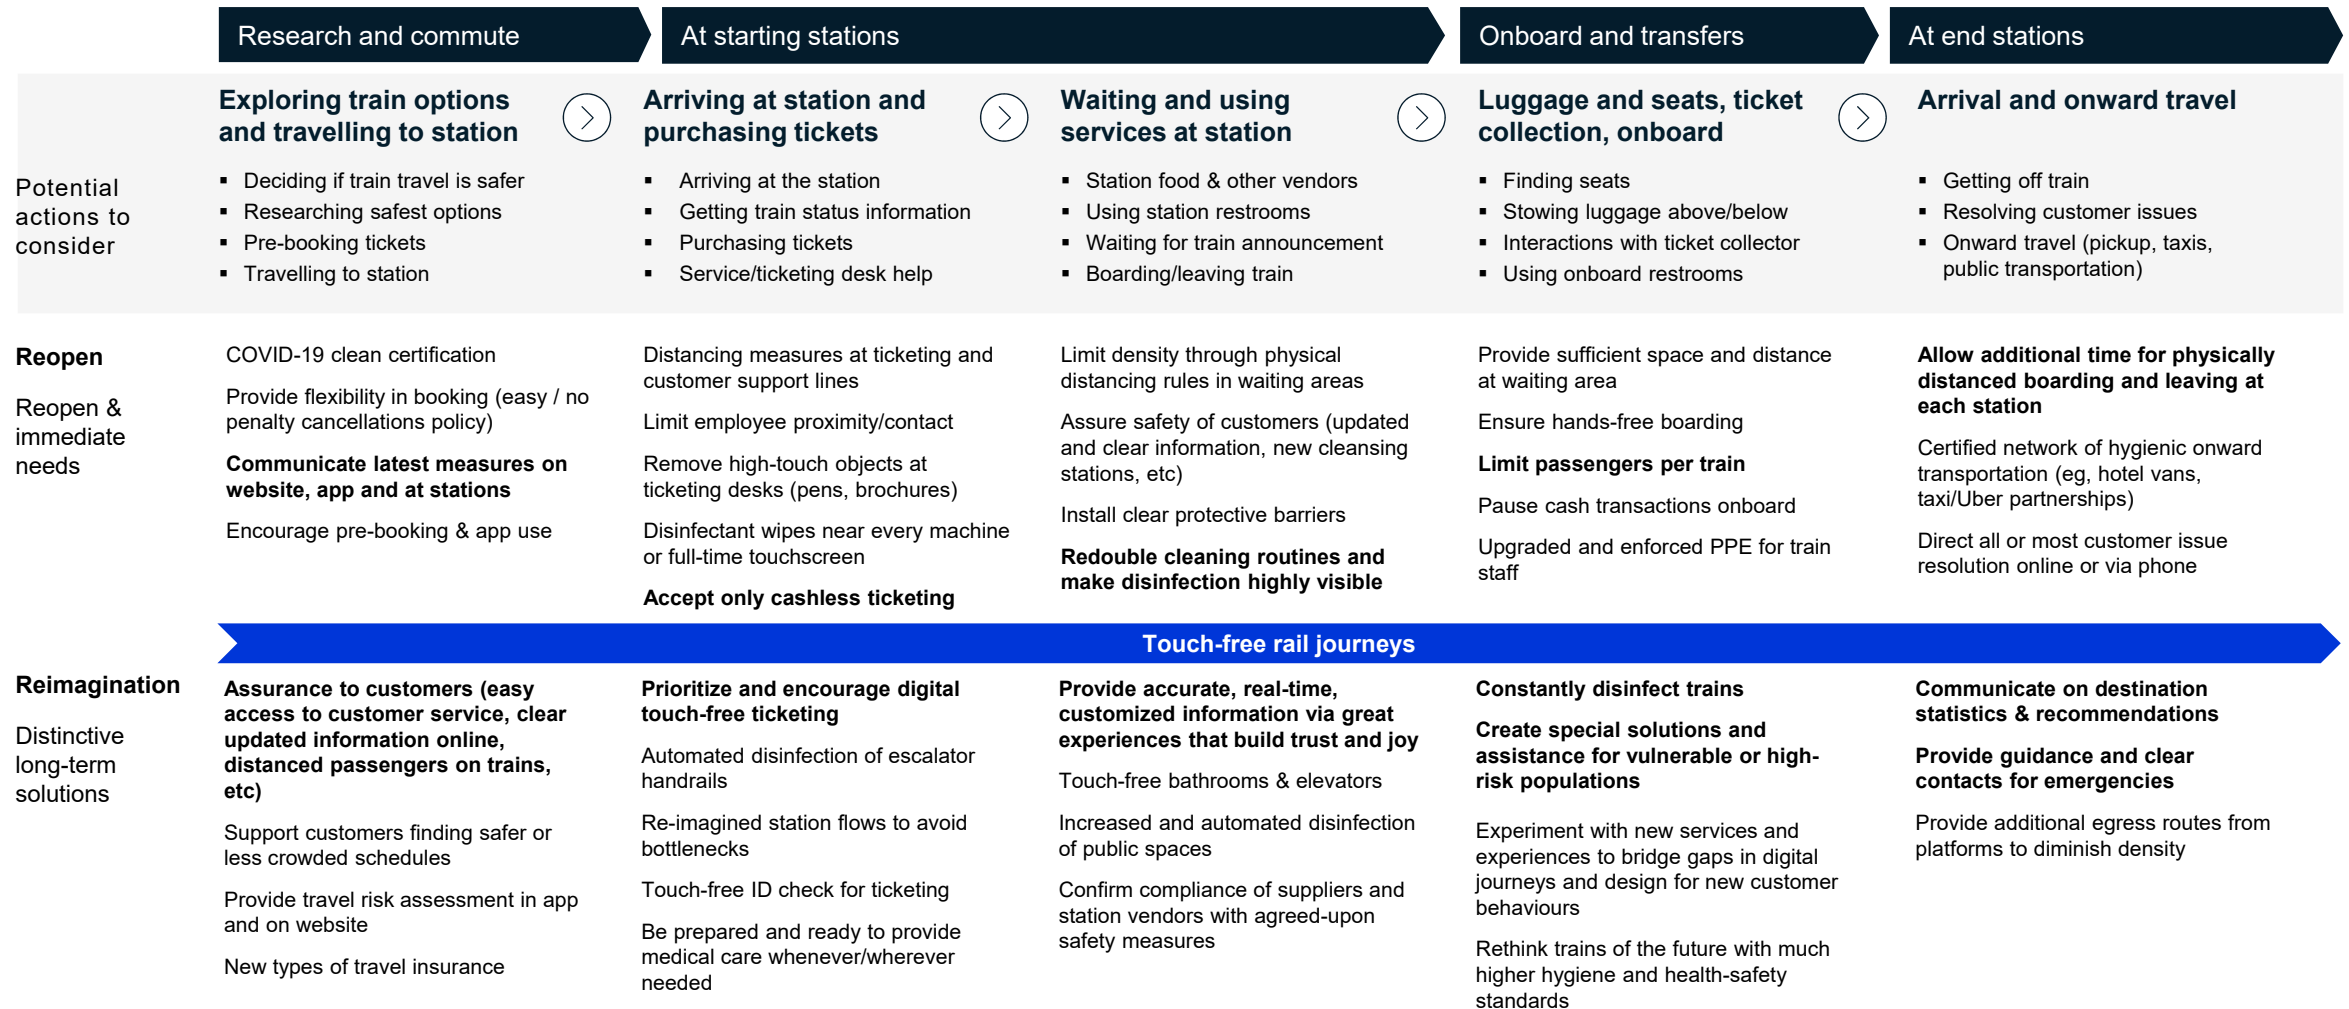 Research and commute
At starting stations
Onboard and transfers
At end stations
Exploring train options
and travelling to station
Arriving at station and
purchasing tickets
Waiting and using
services at station
Luggage and seats, ticket
collection, onboard
Arrival and onward travel
Potential
actions to
consider
▪ Deciding if train travel is safer
▪ Researching safest options
▪ Pre-booking tickets
▪ Travelling to station
▪ Arriving at the station
▪ Getting train status information
▪ Purchasing tickets
▪ Service/ticketing desk help
▪ Station food & other vendors
▪ Using station restrooms
▪ Waiting for train announcement
▪ Boarding/leaving train
▪ Finding seats
▪ Stowing luggage above/below
▪ Interactions with ticket collector
▪ Using onboard restrooms
▪ Getting off train
▪ Resolving customer issues
▪ Onward travel (pickup, taxis,
public transportation)
Reopen
Reopen &
immediate
needs
COVID-19 clean certification
Provide flexibility in booking (easy / no
penalty cancellations policy)
Communicate latest measures on
website, app and at stations
Encourage pre-booking & app use
Distancing measures at ticketing and
customer support lines
Limit employee proximity/contact
Remove high-touch objects at
ticketing desks (pens, brochures)
Disinfectant wipes near every machine
or full-time touchscreen
Accept only cashless ticketing
Limit density through physical
distancing rules in waiting areas
Assure safety of customers (updated
and clear information, new cleansing
stations, etc)
Install clear protective barriers
Redouble cleaning routines and
make disinfection highly visible
Provide sufficient space and distance
at waiting area
Ensure hands-free boarding
Limit passengers per train
Pause cash transactions onboard
Upgraded and enforced PPE for train
staff
Allow additional time for physically
distanced boarding and leaving at
each station
Certified network of hygienic onward
transportation (eg, hotel vans,
taxi/Uber partnerships)
Direct all or most customer issue
resolution online or via phone
Touch-free rail journeys
Reimagination
Distinctive
long-term
solutions
Assurance to customers (easy
access to customer service, clear
updated information online,
distanced passengers on trains,
etc)
Support customers finding safer or
less crowded schedules
Provide travel risk assessment in app
and on website
New types of travel insurance
Prioritize and encourage digital
touch-free ticketing
Automated disinfection of escalator
handrails
Re-imagined station flows to avoid
bottlenecks
Touch-free ID check for ticketing
Be prepared and ready to provide
medical care whenever/wherever
needed
Provide accurate, real-time,
customized information via great
experiences that build trust and joy
Touch-free bathrooms & elevators
Increased and automated disinfection
of public spaces
Confirm compliance of suppliers and
station vendors with agreed-upon
safety measures
Constantly disinfect trains
Create special solutions and
assistance for vulnerable or high-
risk populations
Experiment with new services and
experiences to bridge gaps in digital
journeys and design for new customer
behaviours
Rethink trains of the future with much
higher hygiene and health-safety
standards
Communicate on destination
statistics & recommendations
Provide guidance and clear
contacts for emergencies
Provide additional egress routes from
platforms to diminish density